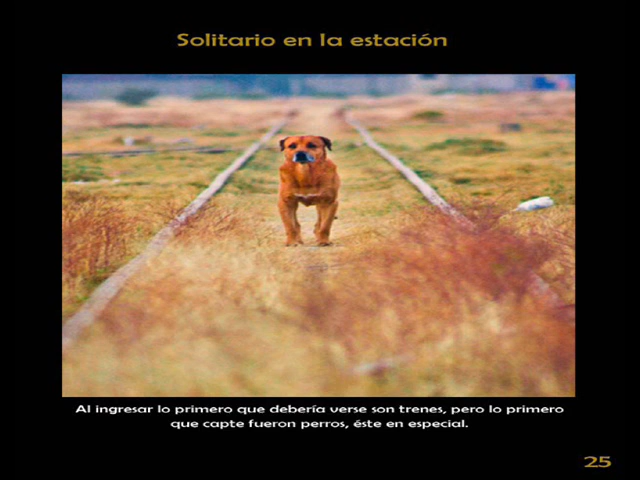 Solitario en la estación
Al ingresar lo primero que debería verse son trenes, pero lo primero
que capte fueron perros, éste en especial.
25